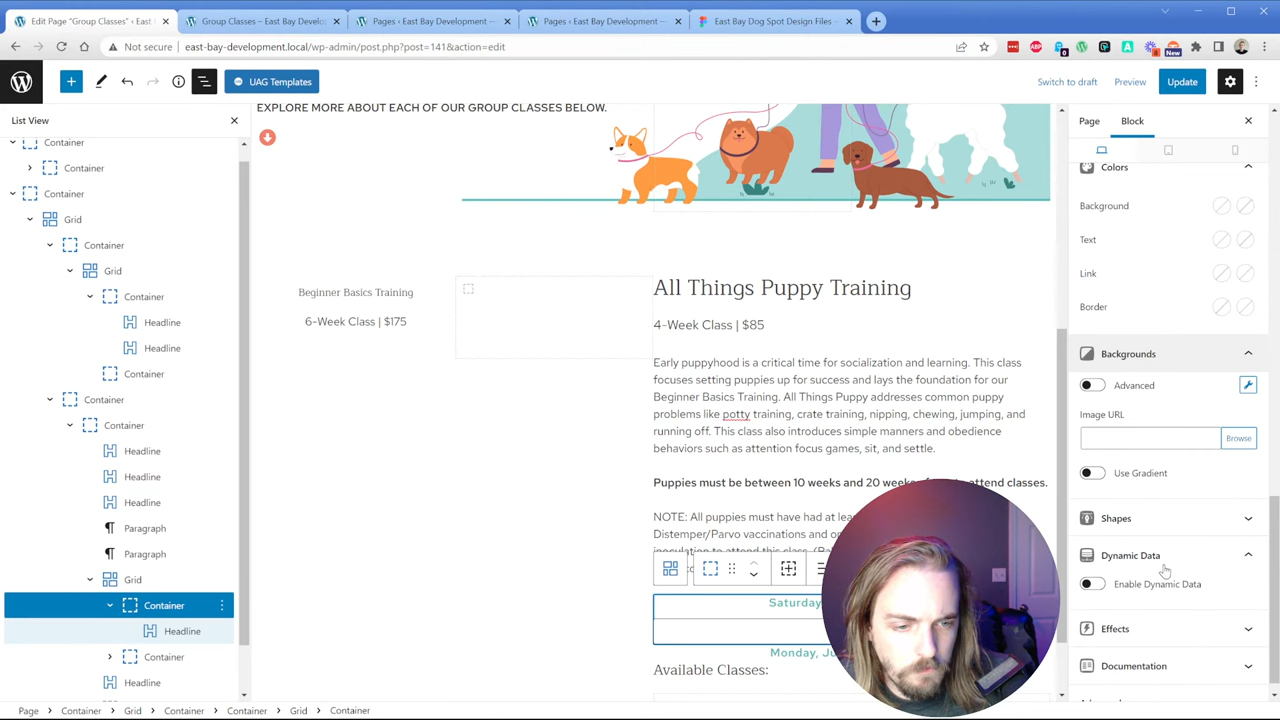 Edit Page "Group Classes" ‹ East B
Group Classes – East Bay Develo
Pages ‹ East Bay Development —
Pages ‹ East Bay Development —
East Bay Dog Spot Design Files –
Not secure east-bay-development.local/wp-admin/post.php?post=141&action=edit
New
UAG Templates
Switch to draft Preview Update
List View
EXPLORE MORE ABOUT EACH OF OUR GROUP CLASSES BELOW.
Page Block
Container
Container
Container
Grid
Container
Grid
Container
Headline
Headline
Container
Container
Container
Headline
Headline
Headline
Paragraph
Paragraph
Grid
Container
Headline
Container
Headline
Beginner Basics Training
6-Week Class | $175
All Things Puppy Training
4-Week Class | $85
Early puppyhood is a critical time for socialization and learning. This class
focuses setting puppies up for success and lays the foundation for our
Beginner Basics Training. All Things Puppy addresses common puppy
problems like potty training, crate training, nipping, chewing, jumping, and
running off. This class also introduces simple manners and obedience
behaviors such as attention focus games, sit, and settle.
Puppies must be between 10 weeks and 20 weeks attend classes.
NOTE: All puppies must have had at lea
Distemper/Parvo vaccinations and
Saturday
Monday, Ju
Available Classes:
Colors
Background
Text
Link
Border
Backgrounds
Advanced
Image URL
Browse
Use Gradient
Shapes
Dynamic Data
Enable Dynamic Data
Effects
Documentation
Page › Container › Grid › Container › Container › Grid › Container